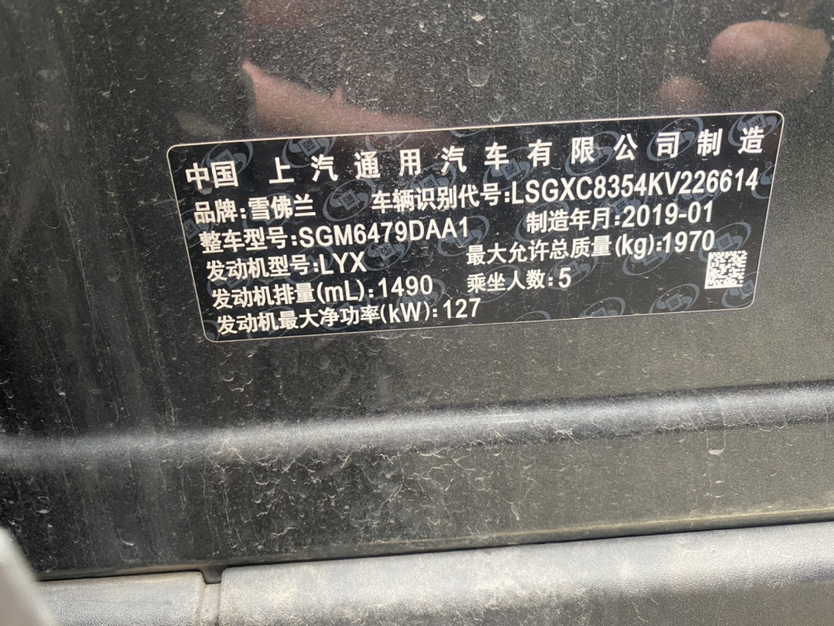 中国 上汽通用汽车有限公司制造
品牌:雪佛兰 车辆识别代号:LSGXC8354KV226614
整车型号:SGM6479DAA1 制造年月:2019-01
发动机型号:LYX 最大允许总质量(kg):1970
发动机排量(mL):1490 乘坐人数:5
发动机最大净功率(kW):127